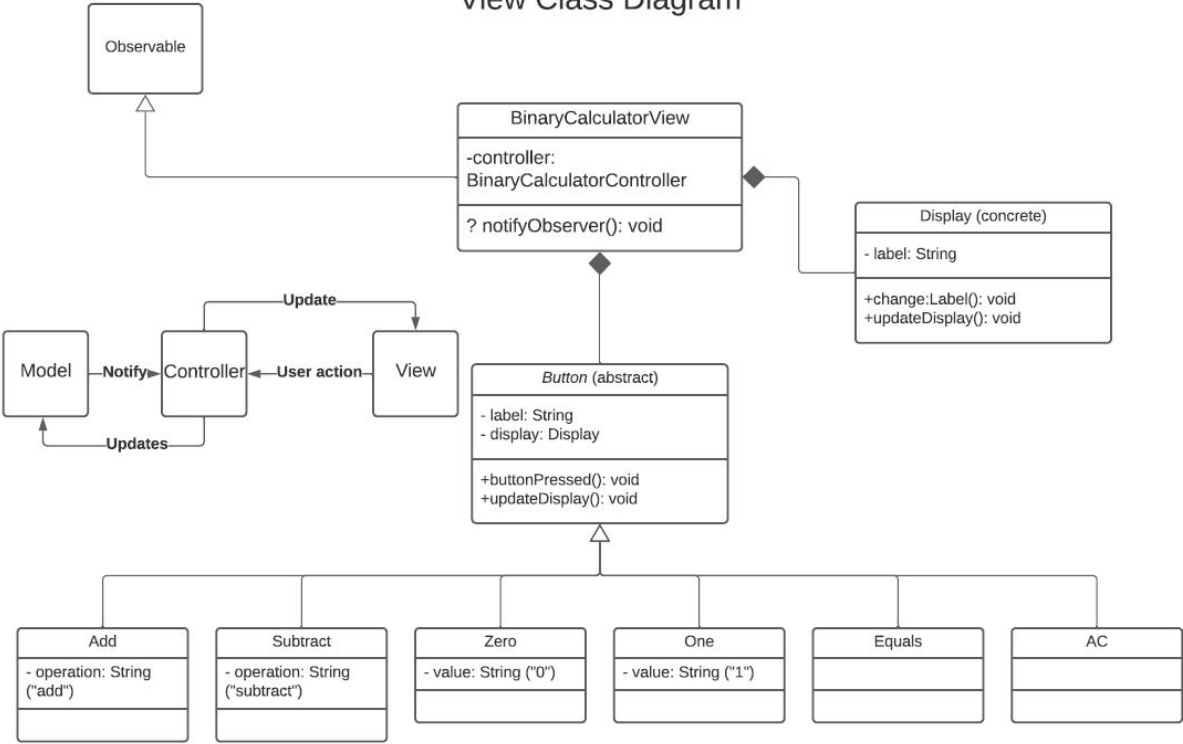 View Class Diagram
Observable
BinaryCalculatorView
-controller:
BinaryCalculatorController
? notifyObserver(): void
Display (concrete)
- label: String
+change:Label(): void
+updateDisplay(): void
Update
Model
Notify
Controller
User action
View
Updates
Button (abstract)
- label: String
- display: Display
+buttonPressed(): void
+updateDisplay(): void
Add
- operation: String
("add")
Subtract
- operation: String
("subtract")
Zero
- value: String ("0")
One
- value: String ("1")
Equals
AC